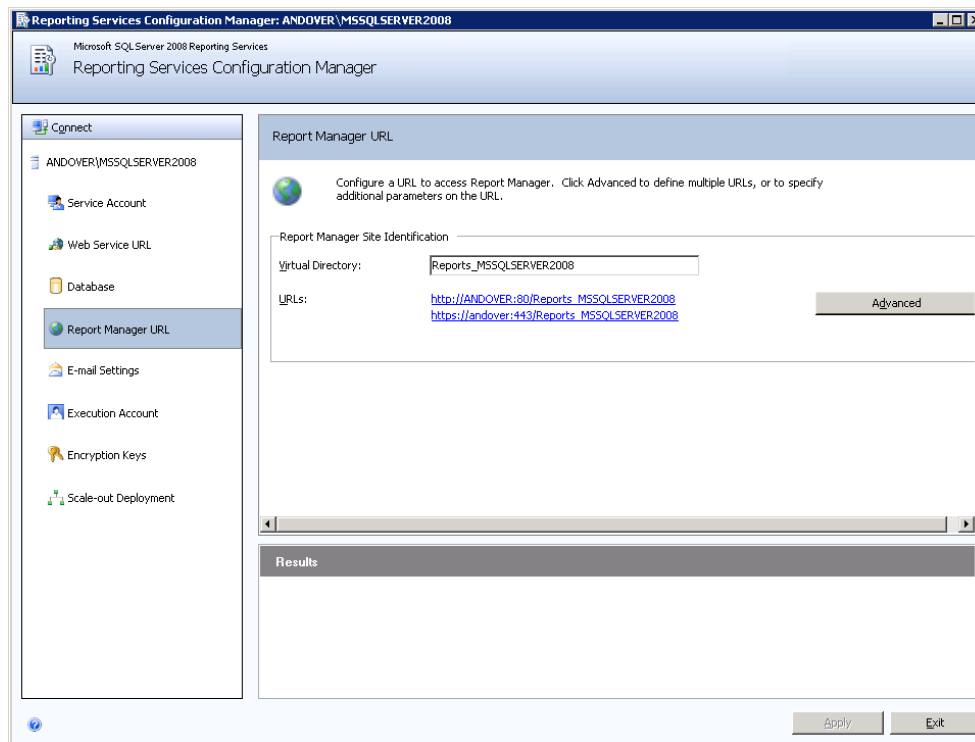 Reporting Services Configuration Manager: ANDOVER\MSSQLSERVER2008
Microsoft SQL Server 2008 Reporting Services
Reporting Services Configuration Manager
Connect
ANDOVER\MSSQLSERVER2008
Service Account
Web Service URL
Database
Report Manager URL
E-mail Settings
Execution Account
Encryption Keys
Scale-out Deployment
Report Manager URL
Configure a URL to access Report Manager. Click Advanced to define multiple URLs, or to specify
additional parameters on the URL.
Report Manager Site Identification
Virtual Directory: Reports_MSSQLSERVER2008
URLs: http://ANDOVER:80/Reports_MSSQLSERVER2008
https://andover:443/Reports_MSSQLSERVER2008
Advanced
Results
Apply Exit